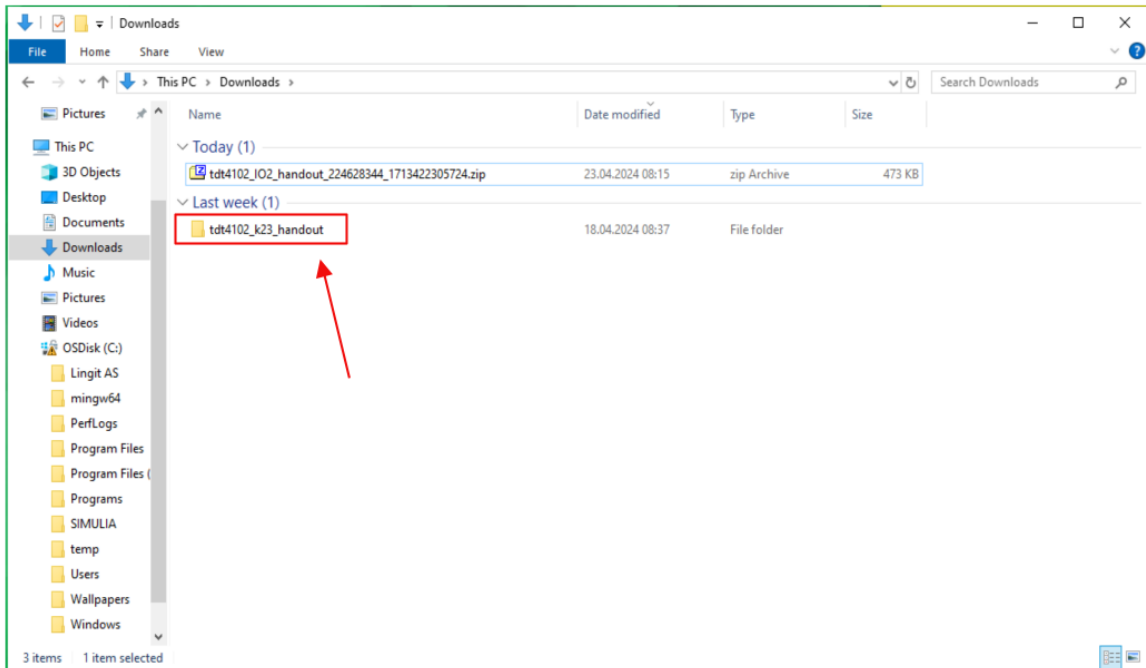 Downloads
File Home Share View
This PC Downloads Search Downloads
Name Date modified Type Size
Pictures
Today (1)
This PC
3D Objects
tdt4102_IO2_handout_224628344_1713422305724.zip 23.04.2024 08:15 zip Archive 473 KB
Desktop
Last week (1)
Documents
tdt4102_k23_handout 18.04.2024 08:37 File folder
Downloads
Music
Pictures
Videos
OSDisk (C:)
Lingit AS
mingw64
PerfLogs
Program Files
Program Files (
Programs
SIMULIA
temp
Users
Wallpapers
Windows
3 items 1 item selected